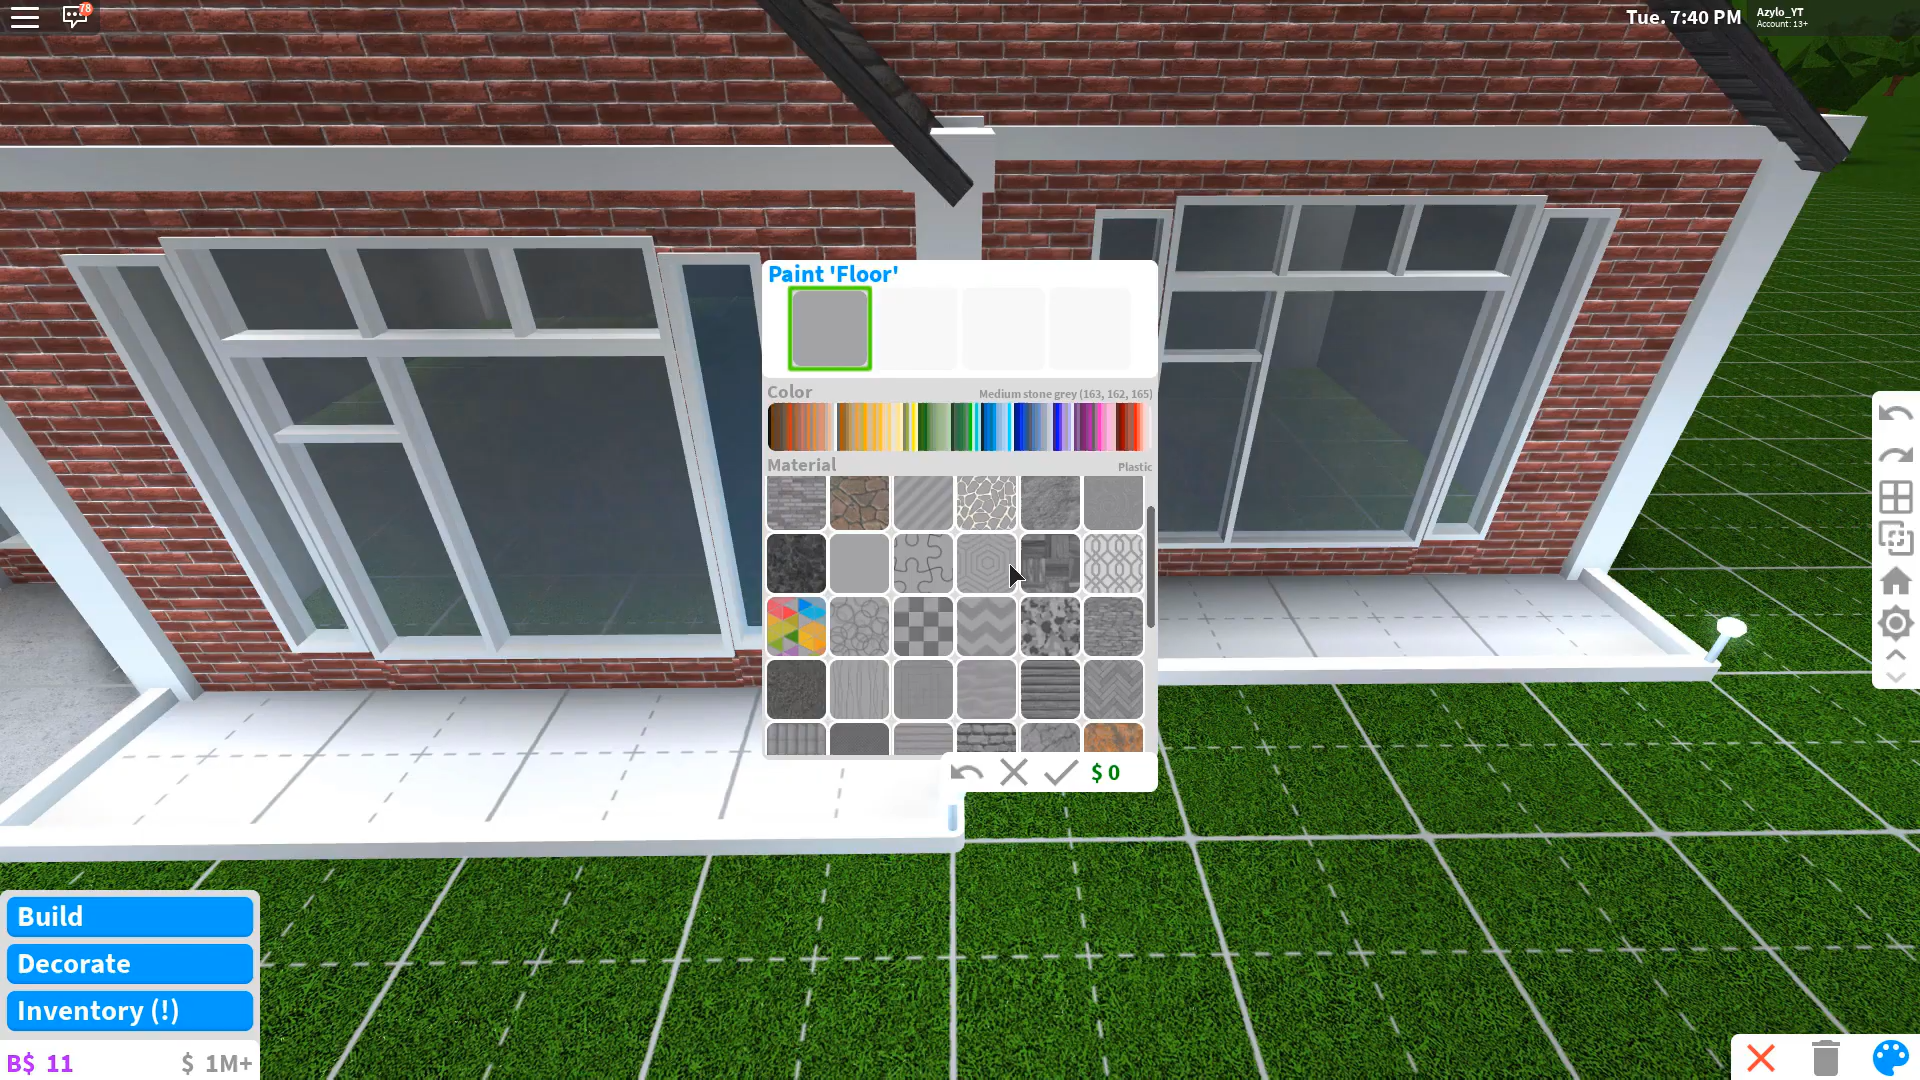 78
Tue. 7:40 PM
Azylo_YT
Account: 13+
Paint 'Floor'
Color
Medium stone grey (163, 162, 165)
Material
Plastic
$ 0
Build
Decorate
Inventory (!)
B$ 11
$ 1M+